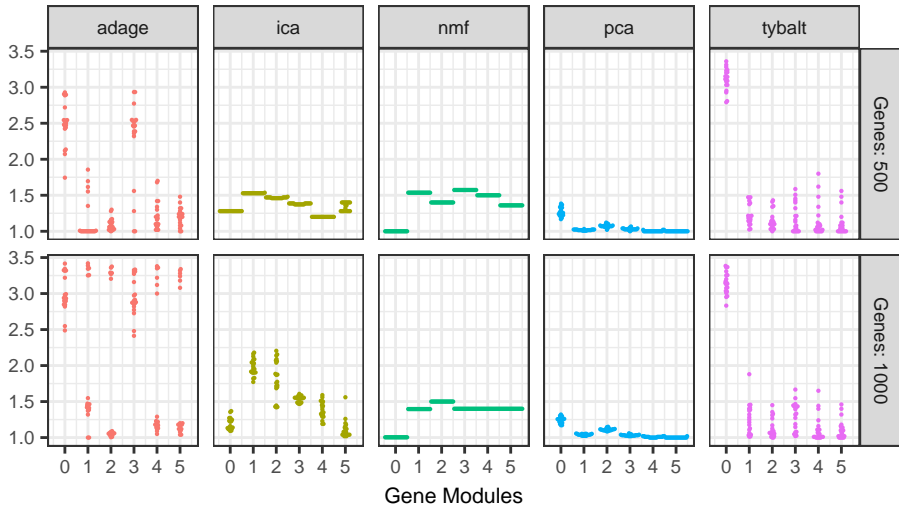 adage ica nmf pca tybalt
3.5
3.0
2.5
2.0
1.5
1.0
Genes: 500
3.5
3.0
2.5
2.0
1.5
1.0
Genes: 1000
0 1 2 3 4 5 0 1 2 3 4 5 0 1 2 3 4 5 0 1 2 3 4 5 0 1 2 3 4 5
Gene Modules